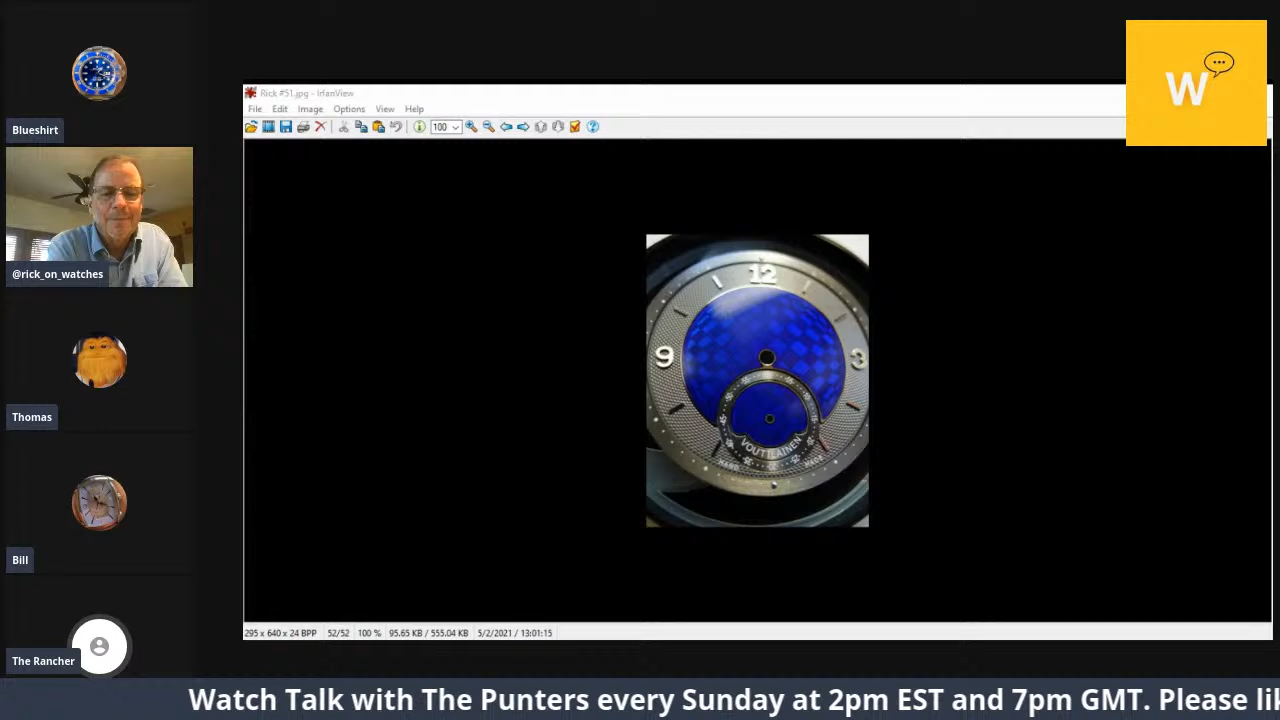 Blueshirt
@rick_on_watches
Thomas
Bill
The Rancher
Rick #51.jpg - IrfanView
File Edit Image Options View Help
100
W
12
9
3
VOUTILAINEN
HAND MADE
295 x 640 x 24 BPP 52/52 100 % 95.65 KB / 555.04 KB 5/2/2021 / 13:01:15
Watch Talk with The Punters every Sunday at 2pm EST and 7pm GMT. Please lik